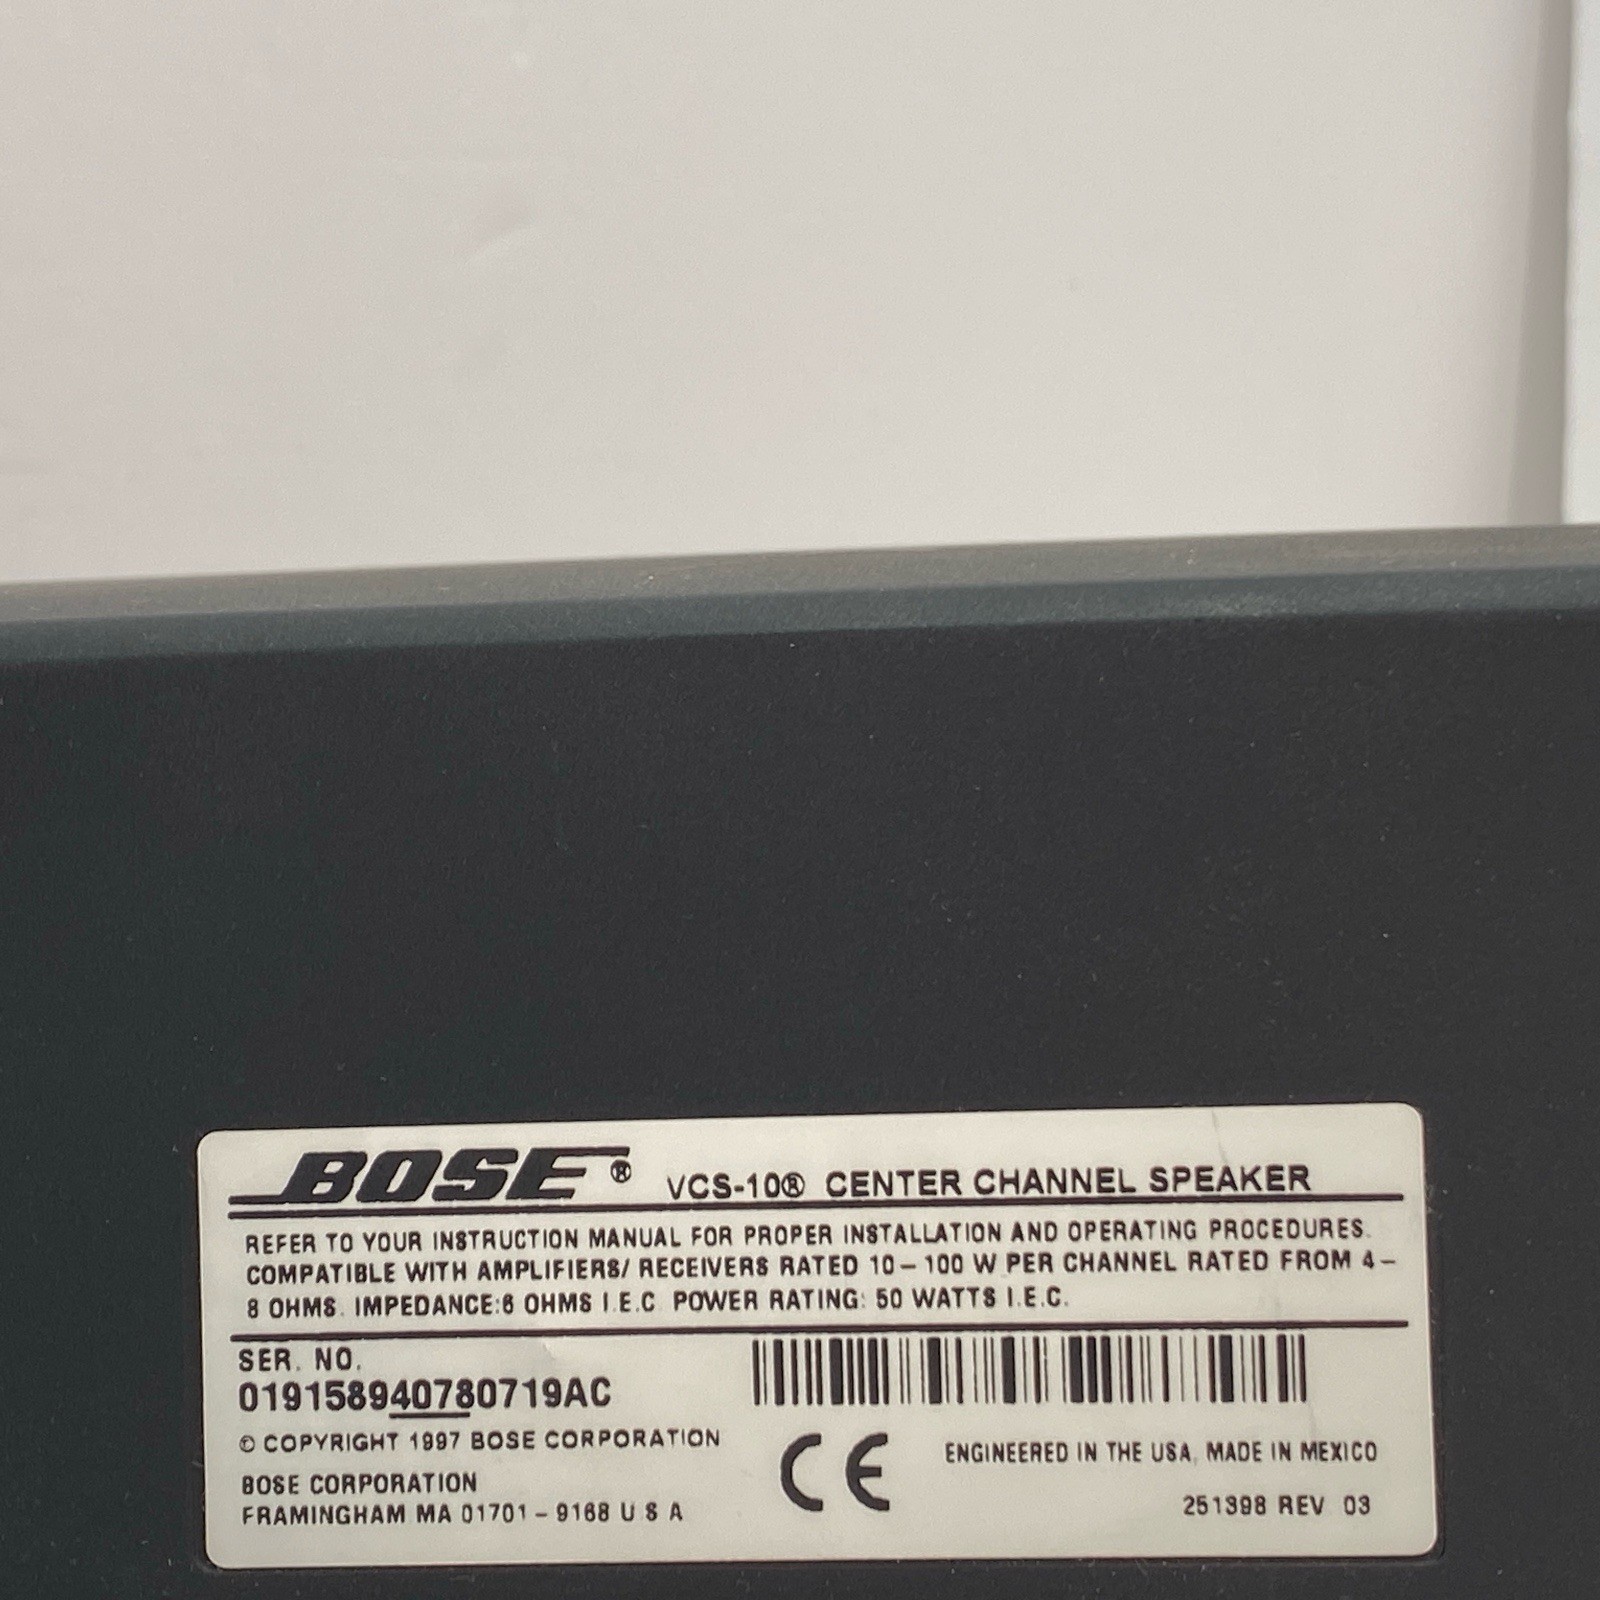 BOSE® VCS-10® CENTER CHANNEL SPEAKER
REFER TO YOUR INSTRUCTION MANUAL FOR PROPER INSTALLATION AND OPERATING PROCEDURES.
COMPATIBLE WITH AMPLIFIERS/ RECEIVERS RATED 10 – 100 W PER CHANNEL RATED FROM 4 –
8 OHMS. IMPEDANCE:6 OHMS I.E.C. POWER RATING: 50 WATTS I.E.C.
SER. NO.
019158940780719AC
© COPYRIGHT 1997 BOSE CORPORATION
BOSE CORPORATION
FRAMINGHAM MA 01701 – 9168 U S A
CE
ENGINEERED IN THE USA, MADE IN MEXICO
251398 REV 03